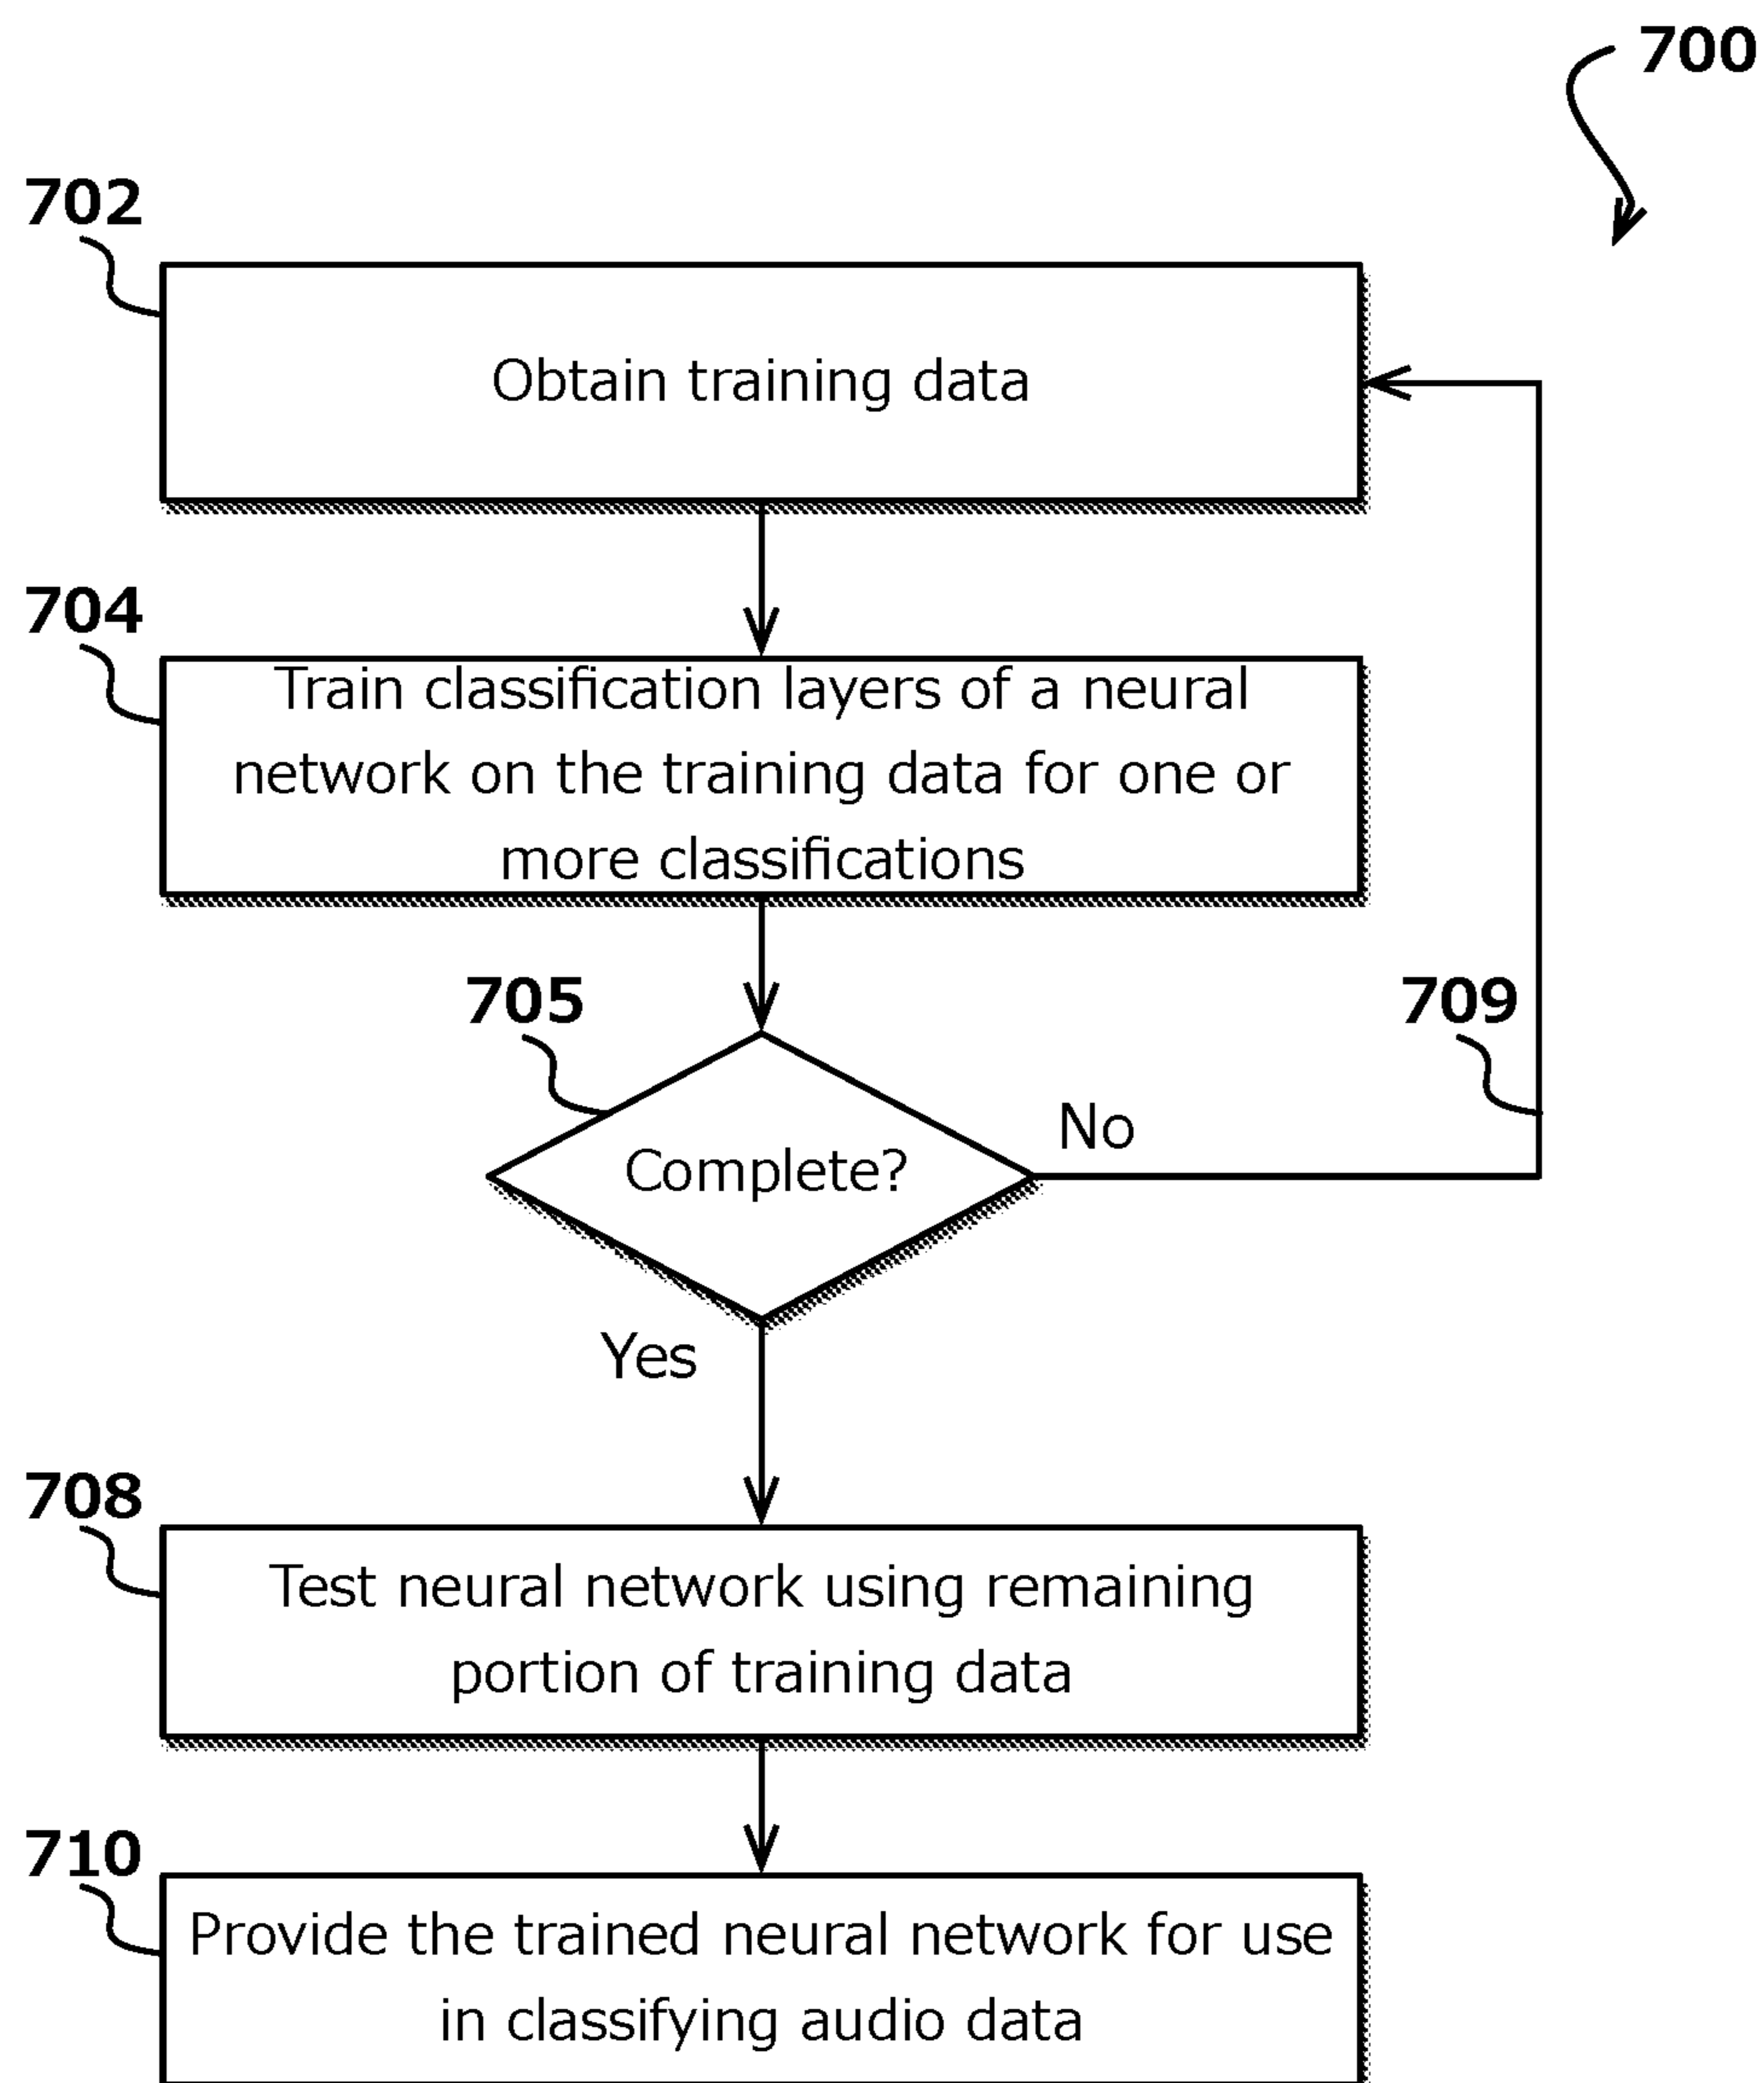 700
702
Obtain training data
704
Train classification layers of a neural
network on the training data for one or
more classifications
705
709
No
Complete?
Yes
708
Test neural network using remaining
portion of training data
710
Provide the trained neural network for use
in classifying audio data